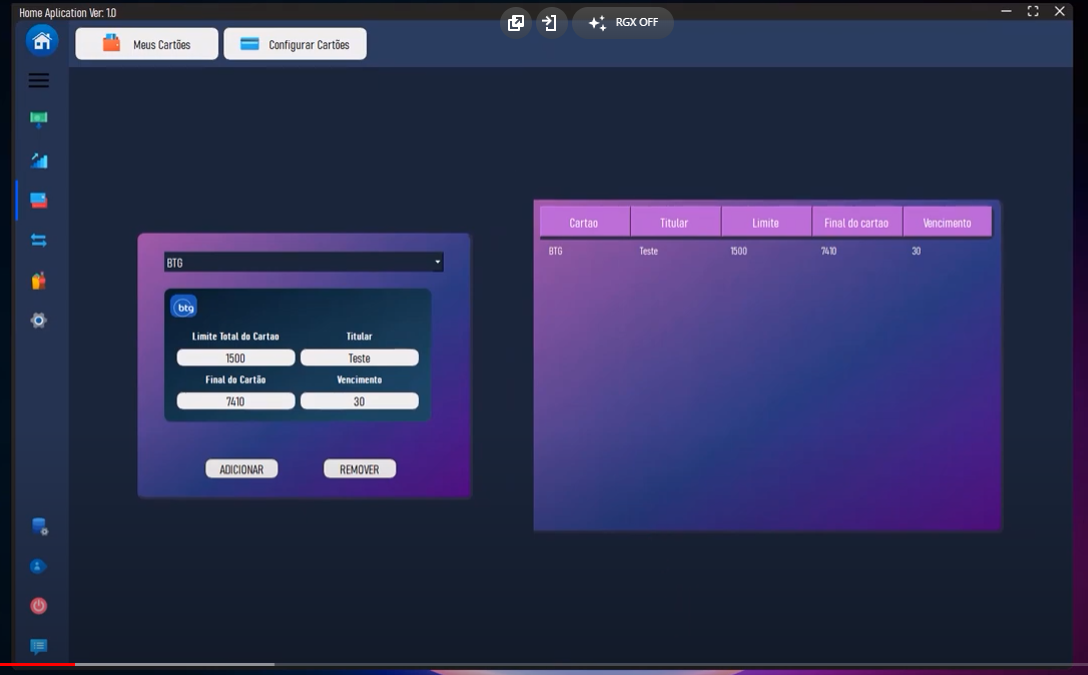 Home Aplication Ver: 1.0
RGX OFF
Meus Cartões
Configurar Cartões
BTG
btg
Limite Total do Cartao
Titular
1500
Teste
Final do Cartão
Vencimento
7410
30
ADICIONAR
REMOVER
Cartao
Titular
Limite
Final do cartao
Vencimento
BTG
Teste
1500
7410
30